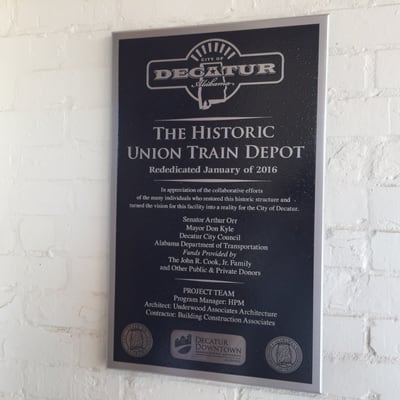 CITY OF
DECATUR
Alabama
THE HISTORIC
UNION TRAIN DEPOT
Rededicated January of 2016
In appreciation of the collaborative efforts
of the many individuals who restored this historic structure and
turned the vision for this facility into a reality for the City of Decatur.
Senator Arthur Orr
Mayor Don Kyle
Decatur City Council
Alabama Department of Transportation
Funds Provided by
The John R. Cook, Jr. Family
and Other Public & Private Donors
PROJECT TEAM
Program Manager: HPM
Architect: Underwood Associates Architecture
Contractor: Building Construction Associates
DECATUR
DOWNTOWN